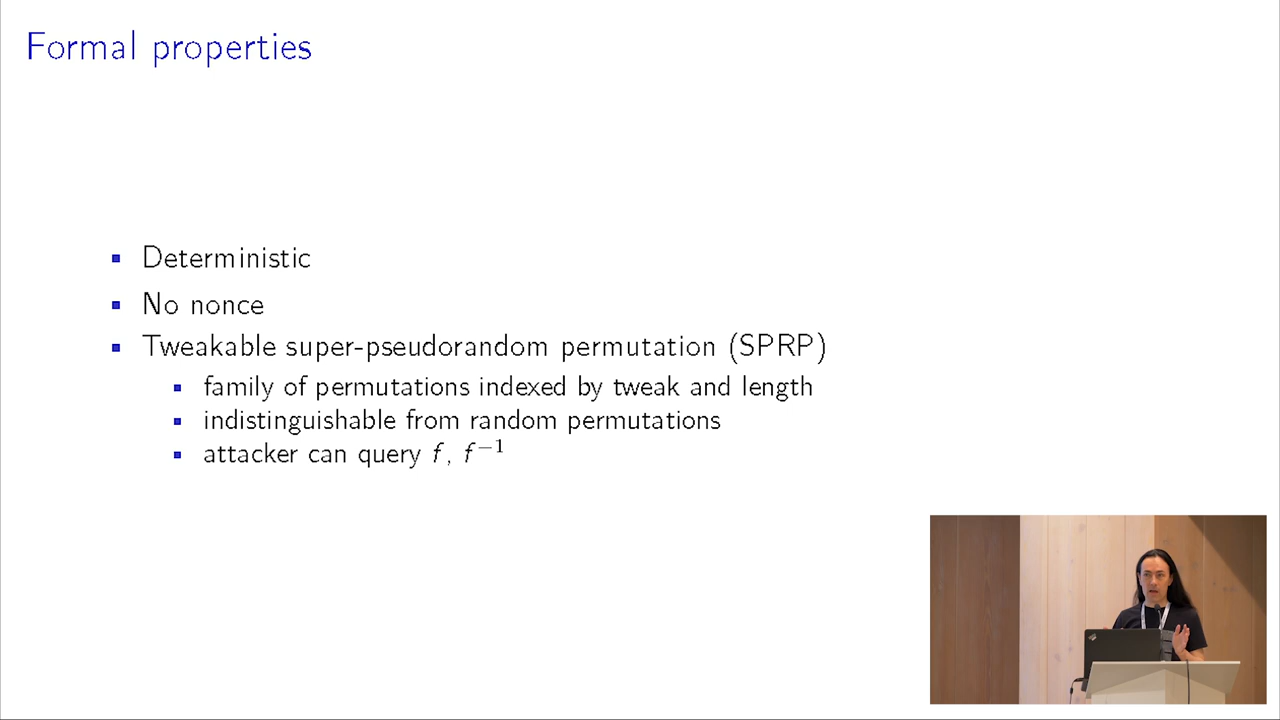 Formal properties
Deterministic
No nonce
Tweakable super-pseudorandom permutation (SPRP)
family of permutations indexed by tweak and length
indistinguishable from random permutations
attacker can query f, f⁻¹